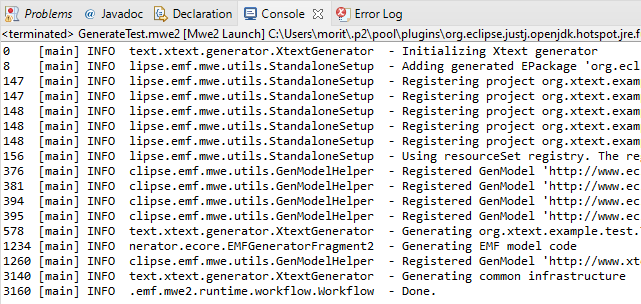 Problems @ Javadoc Declaration Console Error Log
<terminated> GenerateTest.mwe2 [Mwe2 Launch] C:\Users\morit\.p2\pool\plugins\org.eclipse.justj.openjdk.hotspot.jre.f
0 [main] INFO text.xtext.generator.XtextGenerator - Initializing Xtext generator
8 [main] INFO lipse.emf.mwe.utils.StandaloneSetup - Adding generated EPackage 'org.ecl
147 [main] INFO lipse.emf.mwe.utils.StandaloneSetup - Registering project org.xtext.exam
147 [main] INFO lipse.emf.mwe.utils.StandaloneSetup - Registering project org.xtext.exam
148 [main] INFO lipse.emf.mwe.utils.StandaloneSetup - Registering project org.xtext.exam
148 [main] INFO lipse.emf.mwe.utils.StandaloneSetup - Registering project org.xtext.exam
148 [main] INFO lipse.emf.mwe.utils.StandaloneSetup - Registering project org.xtext.exam
156 [main] INFO lipse.emf.mwe.utils.StandaloneSetup - Using resourceSet registry. The re
376 [main] INFO clipse.emf.mwe.utils.GenModelHelper - Registered GenModel 'http://www.ec
381 [main] INFO clipse.emf.mwe.utils.GenModelHelper - Registered GenModel 'http://www.ec
394 [main] INFO clipse.emf.mwe.utils.GenModelHelper - Registered GenModel 'http://www.ec
395 [main] INFO clipse.emf.mwe.utils.GenModelHelper - Registered GenModel 'http://www.ec
578 [main] INFO text.xtext.generator.XtextGenerator - Generating org.xtext.example.test.
1234 [main] INFO nerator.ecore.EMFGeneratorFragment2 - Generating EMF model code
1260 [main] INFO clipse.emf.mwe.utils.GenModelHelper - Registered GenModel 'http://www.xt
3140 [main] INFO text.xtext.generator.XtextGenerator - Generating common infrastructure
3160 [main] INFO .emf.mwe2.runtime.workflow.Workflow - Done.